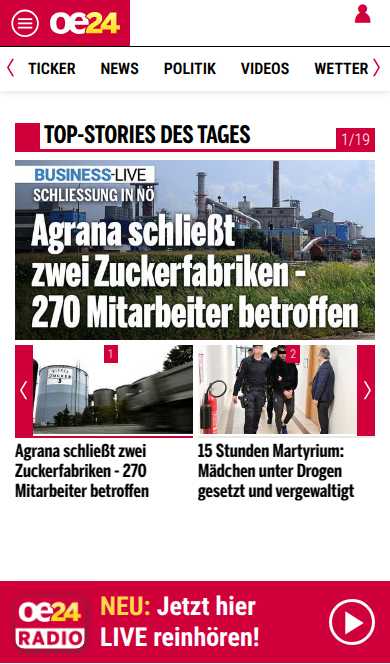 oe24
TICKER NEWS POLITIK VIDEOS WETTER
TOP-STORIES DES TAGES
1/19
BUSINESS-LIVE
SCHLIESSUNG IN NÖ
Agrana schließt
zwei Zuckerfabriken -
270 Mitarbeiter betroffen
1
2
Agrana schließt zwei
Zuckerfabriken - 270
Mitarbeiter betroffen
15 Stunden Martyrium:
Mädchen unter Drogen
gesetzt und vergewaltigt
oe24
RADIO
NEU: Jetzt hier
LIVE reinhören!